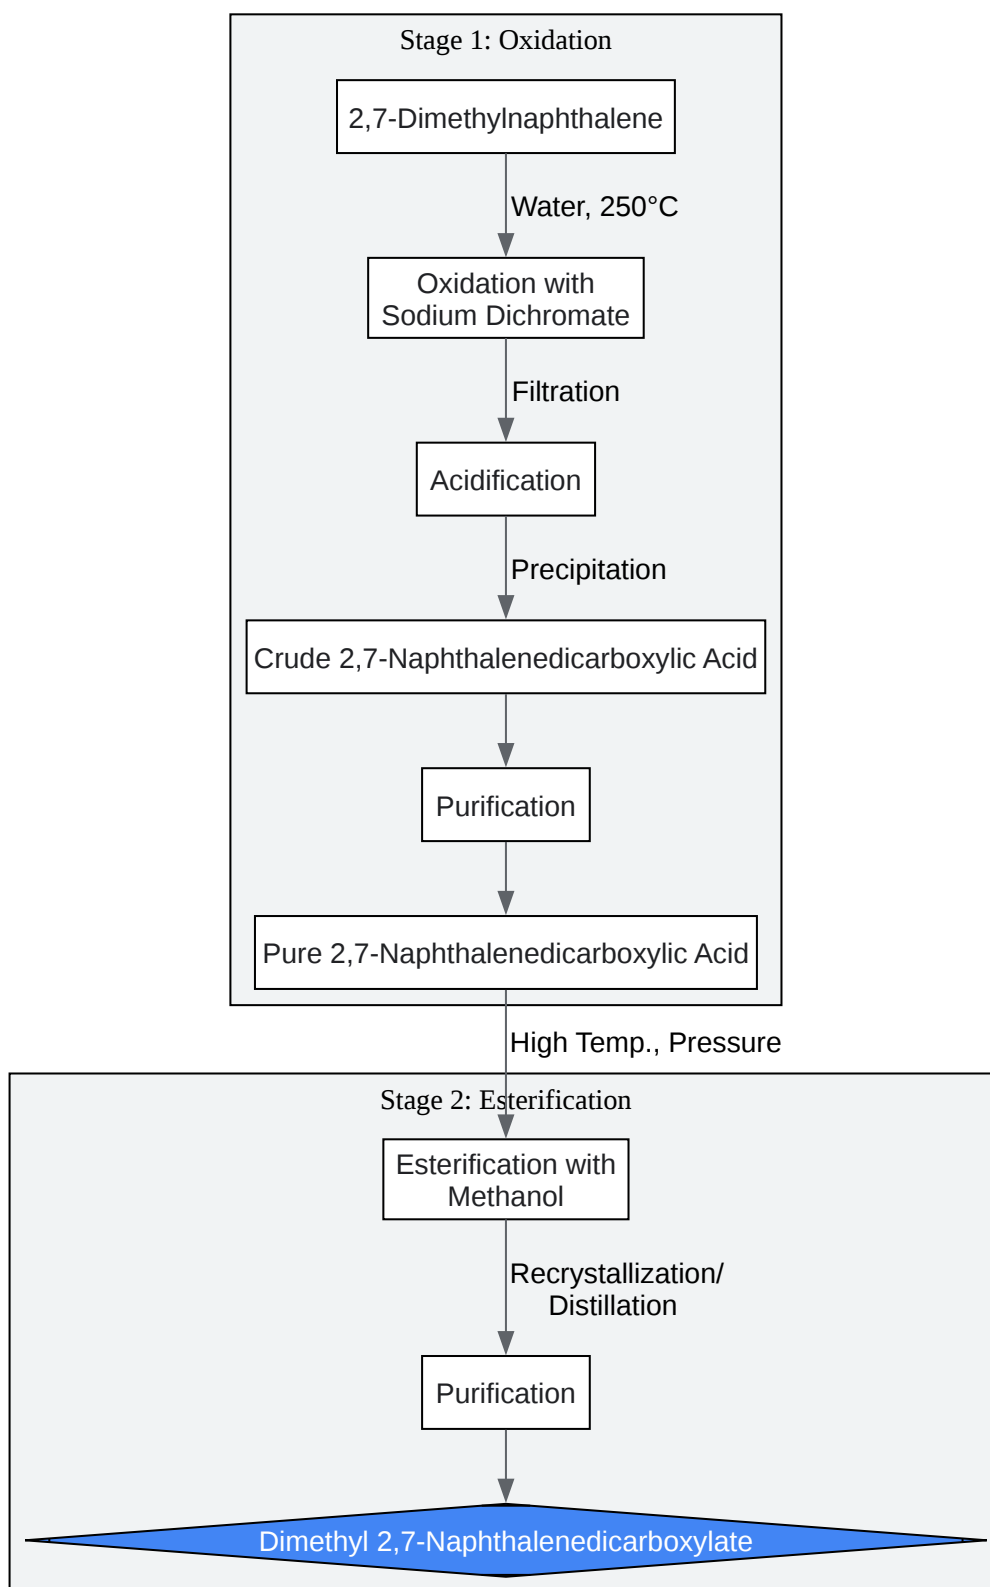 Stage 1: Oxidation
2,7-Dimethylnaphthalene
Water, 250°C
Oxidation with
Sodium Dichromate
Filtration
Acidification
Precipitation
Crude 2,7-Naphthalenedicarboxylic Acid
Purification
Pure 2,7-Naphthalenedicarboxylic Acid
High Temp., Pressure
Stage 2: Esterification
Esterification with
Methanol
Recrystallization/
Distillation
Purification
Dimethyl 2,7-Naphthalenedicarboxylate